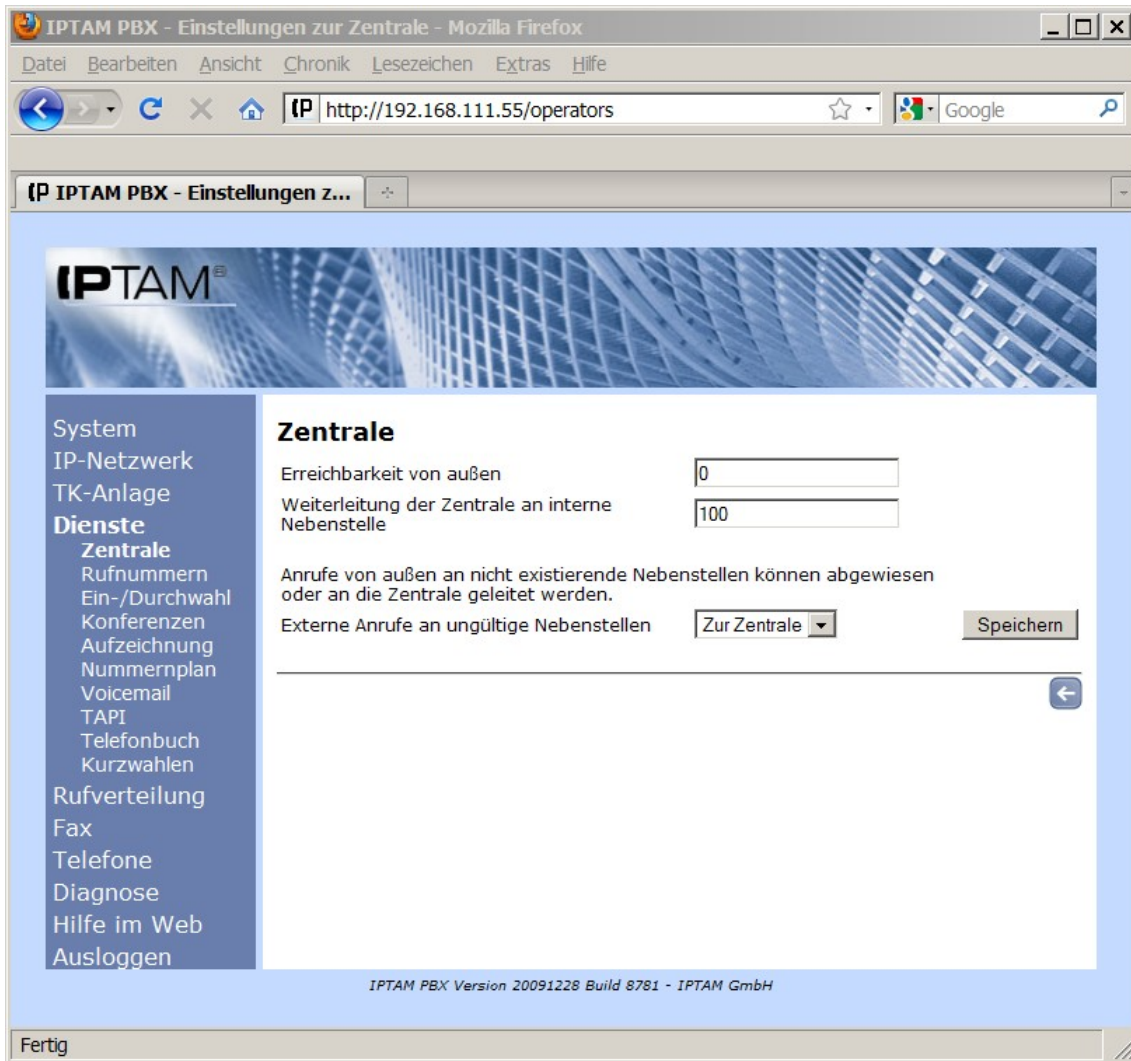 IPTAM PBX - Einstellungen zur Zentrale - Mozilla Firefox
Datei Bearbeiten Ansicht Chronik Lesezeichen Extras Hilfe
(P http://192.168.111.55/operators Google
(P IPTAM PBX - Einstellungen z...
(PTAM®
System
IP-Netzwerk
TK-Anlage
Dienste
Zentrale
Rufnummern
Ein-/Durchwahl
Konferenzen
Aufzeichnung
Nummernplan
Voicemail
TAPI
Telefonbuch
Kurzwahlen
Rufverteilung
Fax
Telefone
Diagnose
Hilfe im Web
Ausloggen
Zentrale
Erreichbarkeit von außen 0
Weiterleitung der Zentrale an interne
Nebenstelle 100
Anrufe von außen an nicht existierende Nebenstellen können abgewiesen
oder an die Zentrale geleitet werden.
Externe Anrufe an ungültige Nebenstellen Zur Zentrale Speichern
IPTAM PBX Version 20091228 Build 8781 - IPTAM GmbH
Fertig